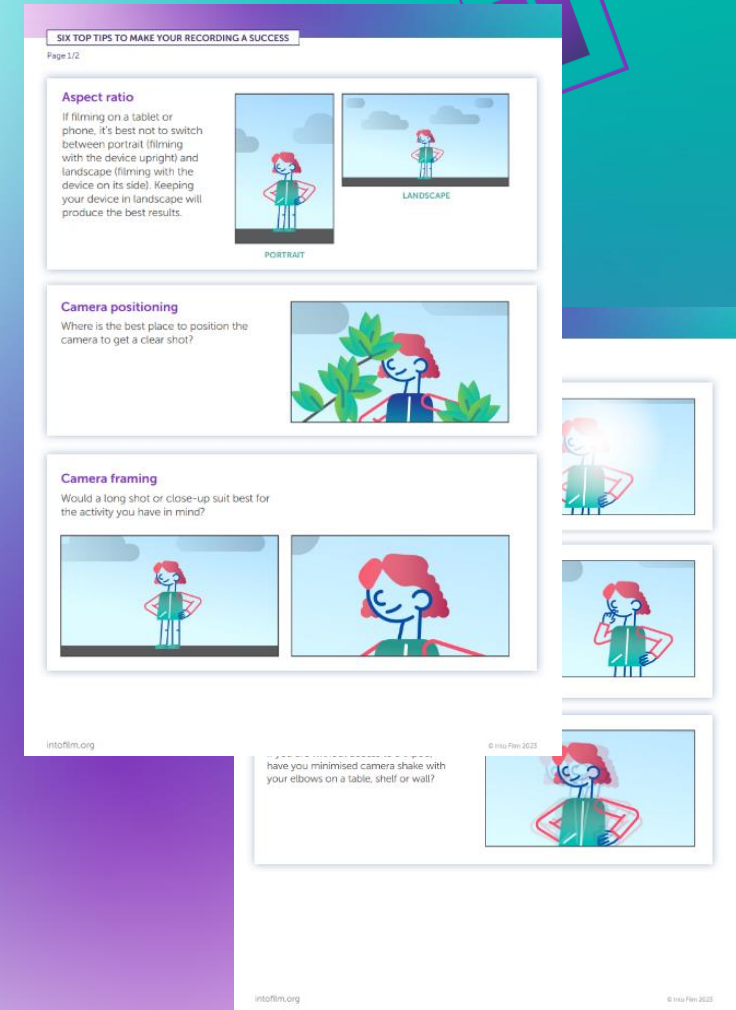 SIX TOP TIPS TO MAKE YOUR RECORDING A SUCCESS
Page 1/2
Aspect ratio
If filming on a tablet or
phone, it's best not to switch
between portrait (filming
with the device upright) and
landscape (filming with the
device on its side). Keeping
your device in landscape will
produce the best results.
PORTRAIT
LANDSCAPE
Camera positioning
Where is the best place to position the
camera to get a clear shot?
Camera framing
Would a long shot or close-up suit best for
the activity you have in mind?
intofilm.org
© Into Film 2023
have you minimised camera shake with
your elbows on a table, shelf or wall?
intofilm.org
© Into Film 2023